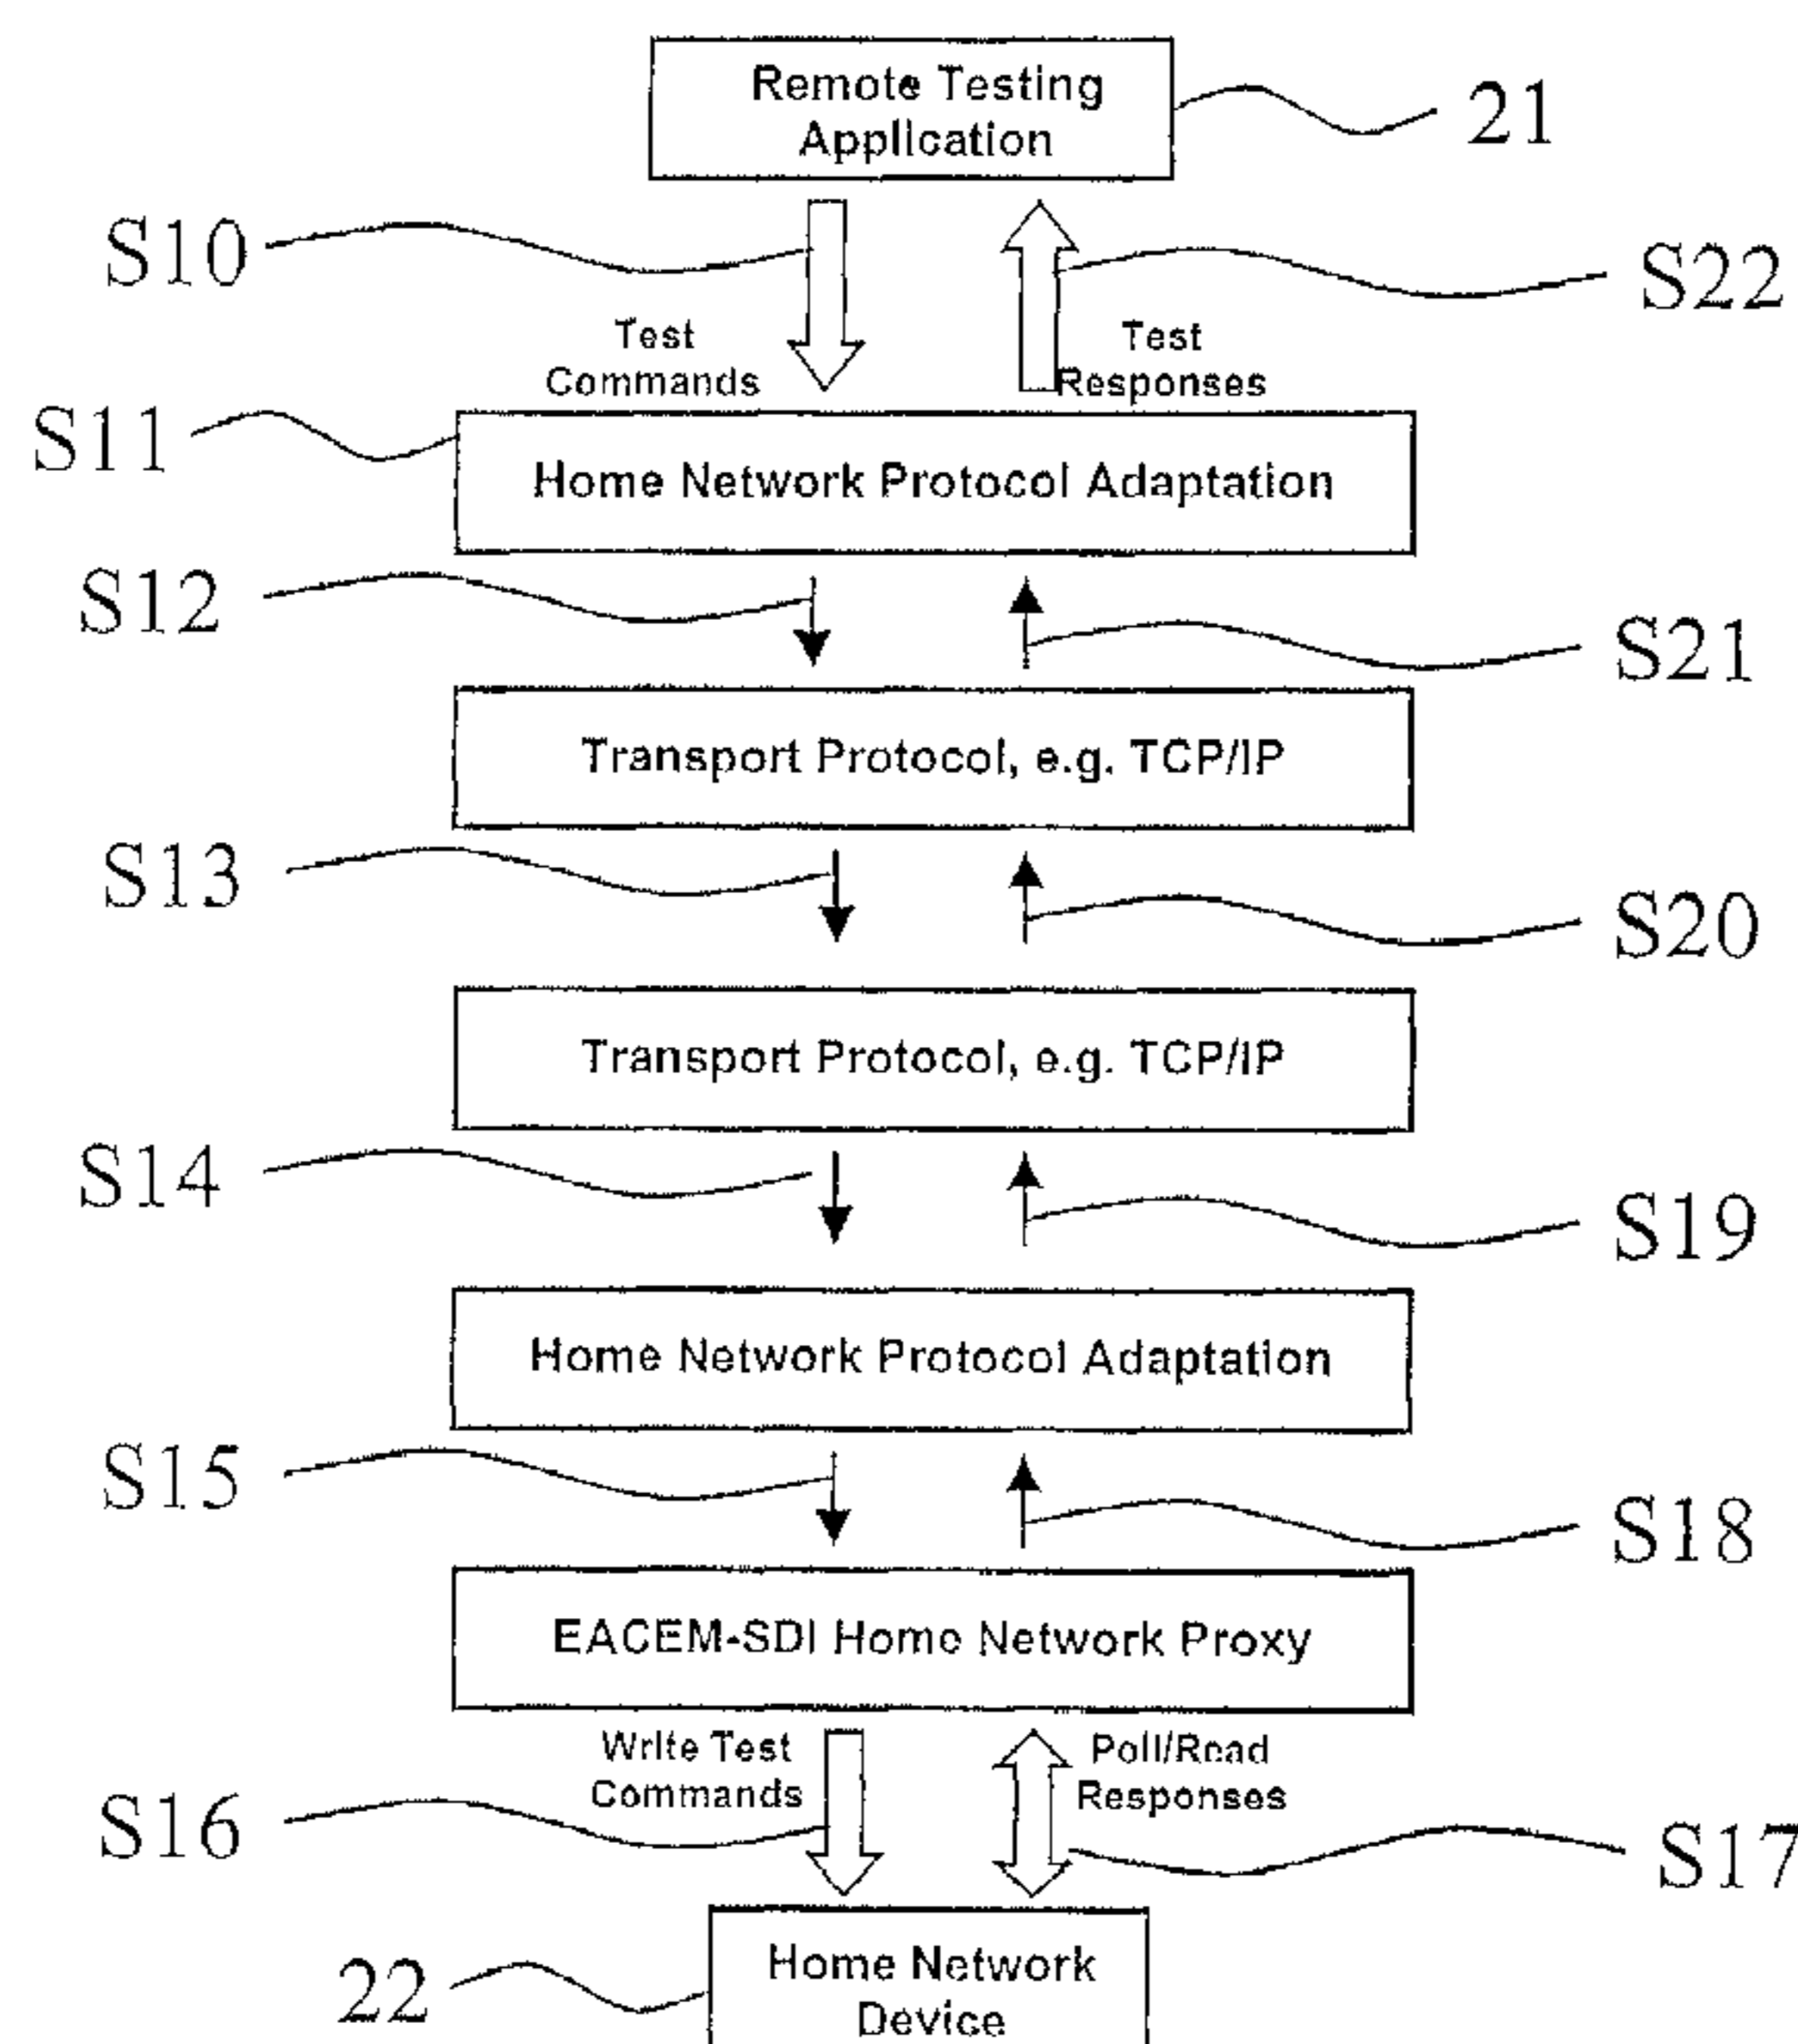 Remote Testing
Application
21
S10
S22
Test
Commands
Test
Responses
S11
Home Network Protocol Adaptation
S12
S21
Transport Protocol, e.g. TCP/IP
S13
S20
Transport Protocol, e.g. TCP/IP
S14
S19
Home Network Protocol Adaptation
S15
S18
EACEM-SDI Home Network Proxy
Write Test
Commands
Poll/Read
Responses
S16
S17
22
Home Network
Device